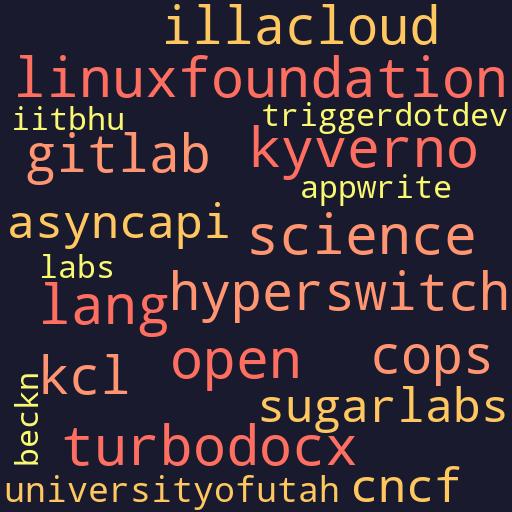 illacloud
linuxfoundation
iitbhu
triggerdotdev
gitlab
kyverno
appwrite
asyncapi
science
labs
lang
hyperswitch
kcl
open
cops
beckn
sugarlabs
turbodocx
universityofutah
cncf